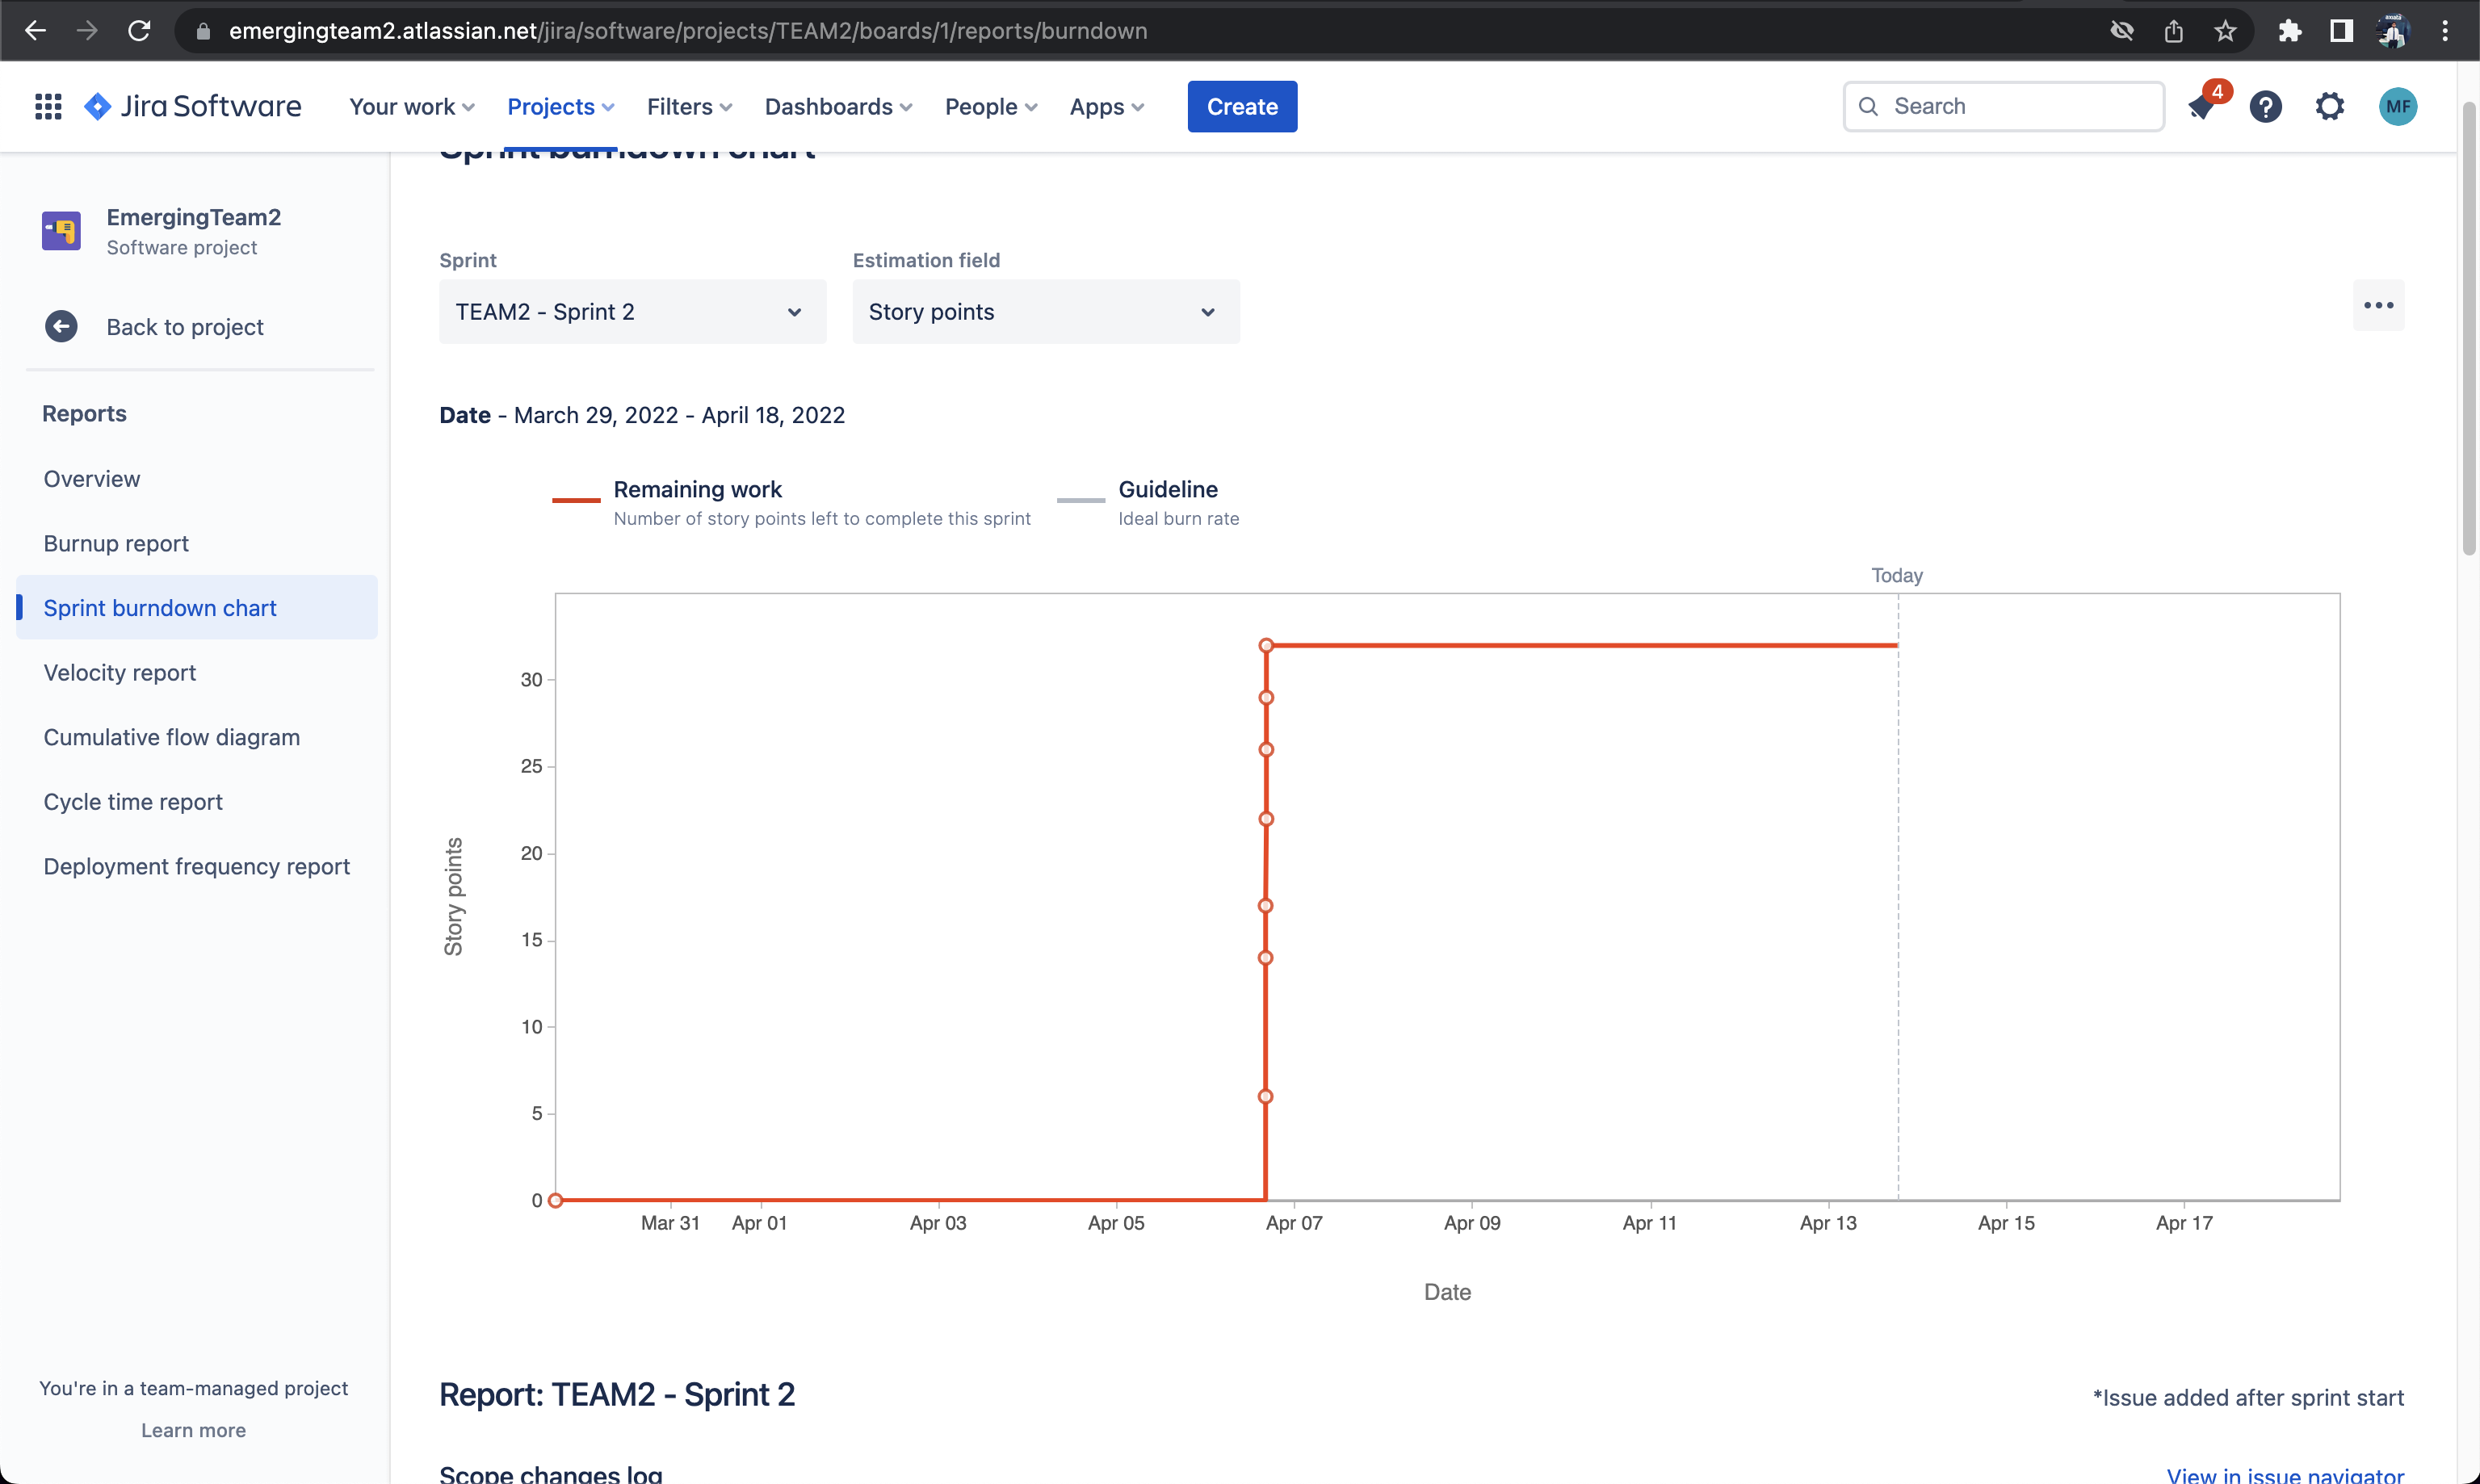 emergingteam2.atlassian.net/jira/software/projects/TEAM2/boards/1/reports/burndown
Jira Software
Your work
Projects
Filters
Dashboards
People
Apps
Create
Search
4
MF
Sprint burndown chart
EmergingTeam2
Software project
Back to project
Reports
Overview
Burnup report
Sprint burndown chart
Velocity report
Cumulative flow diagram
Cycle time report
Deployment frequency report
You're in a team-managed project
Learn more
Sprint
Estimation field
TEAM2 - Sprint 2
Story points
Date - March 29, 2022 - April 18, 2022
Remaining work
Number of story points left to complete this sprint
Guideline
Ideal burn rate
Today
30
25
20
15
10
5
0
Story points
Mar 31
Apr 01
Apr 03
Apr 05
Apr 07
Apr 09
Apr 11
Apr 13
Apr 15
Apr 17
Date
Report: TEAM2 - Sprint 2
*Issue added after sprint start
Scope changes log
View in issue navigator